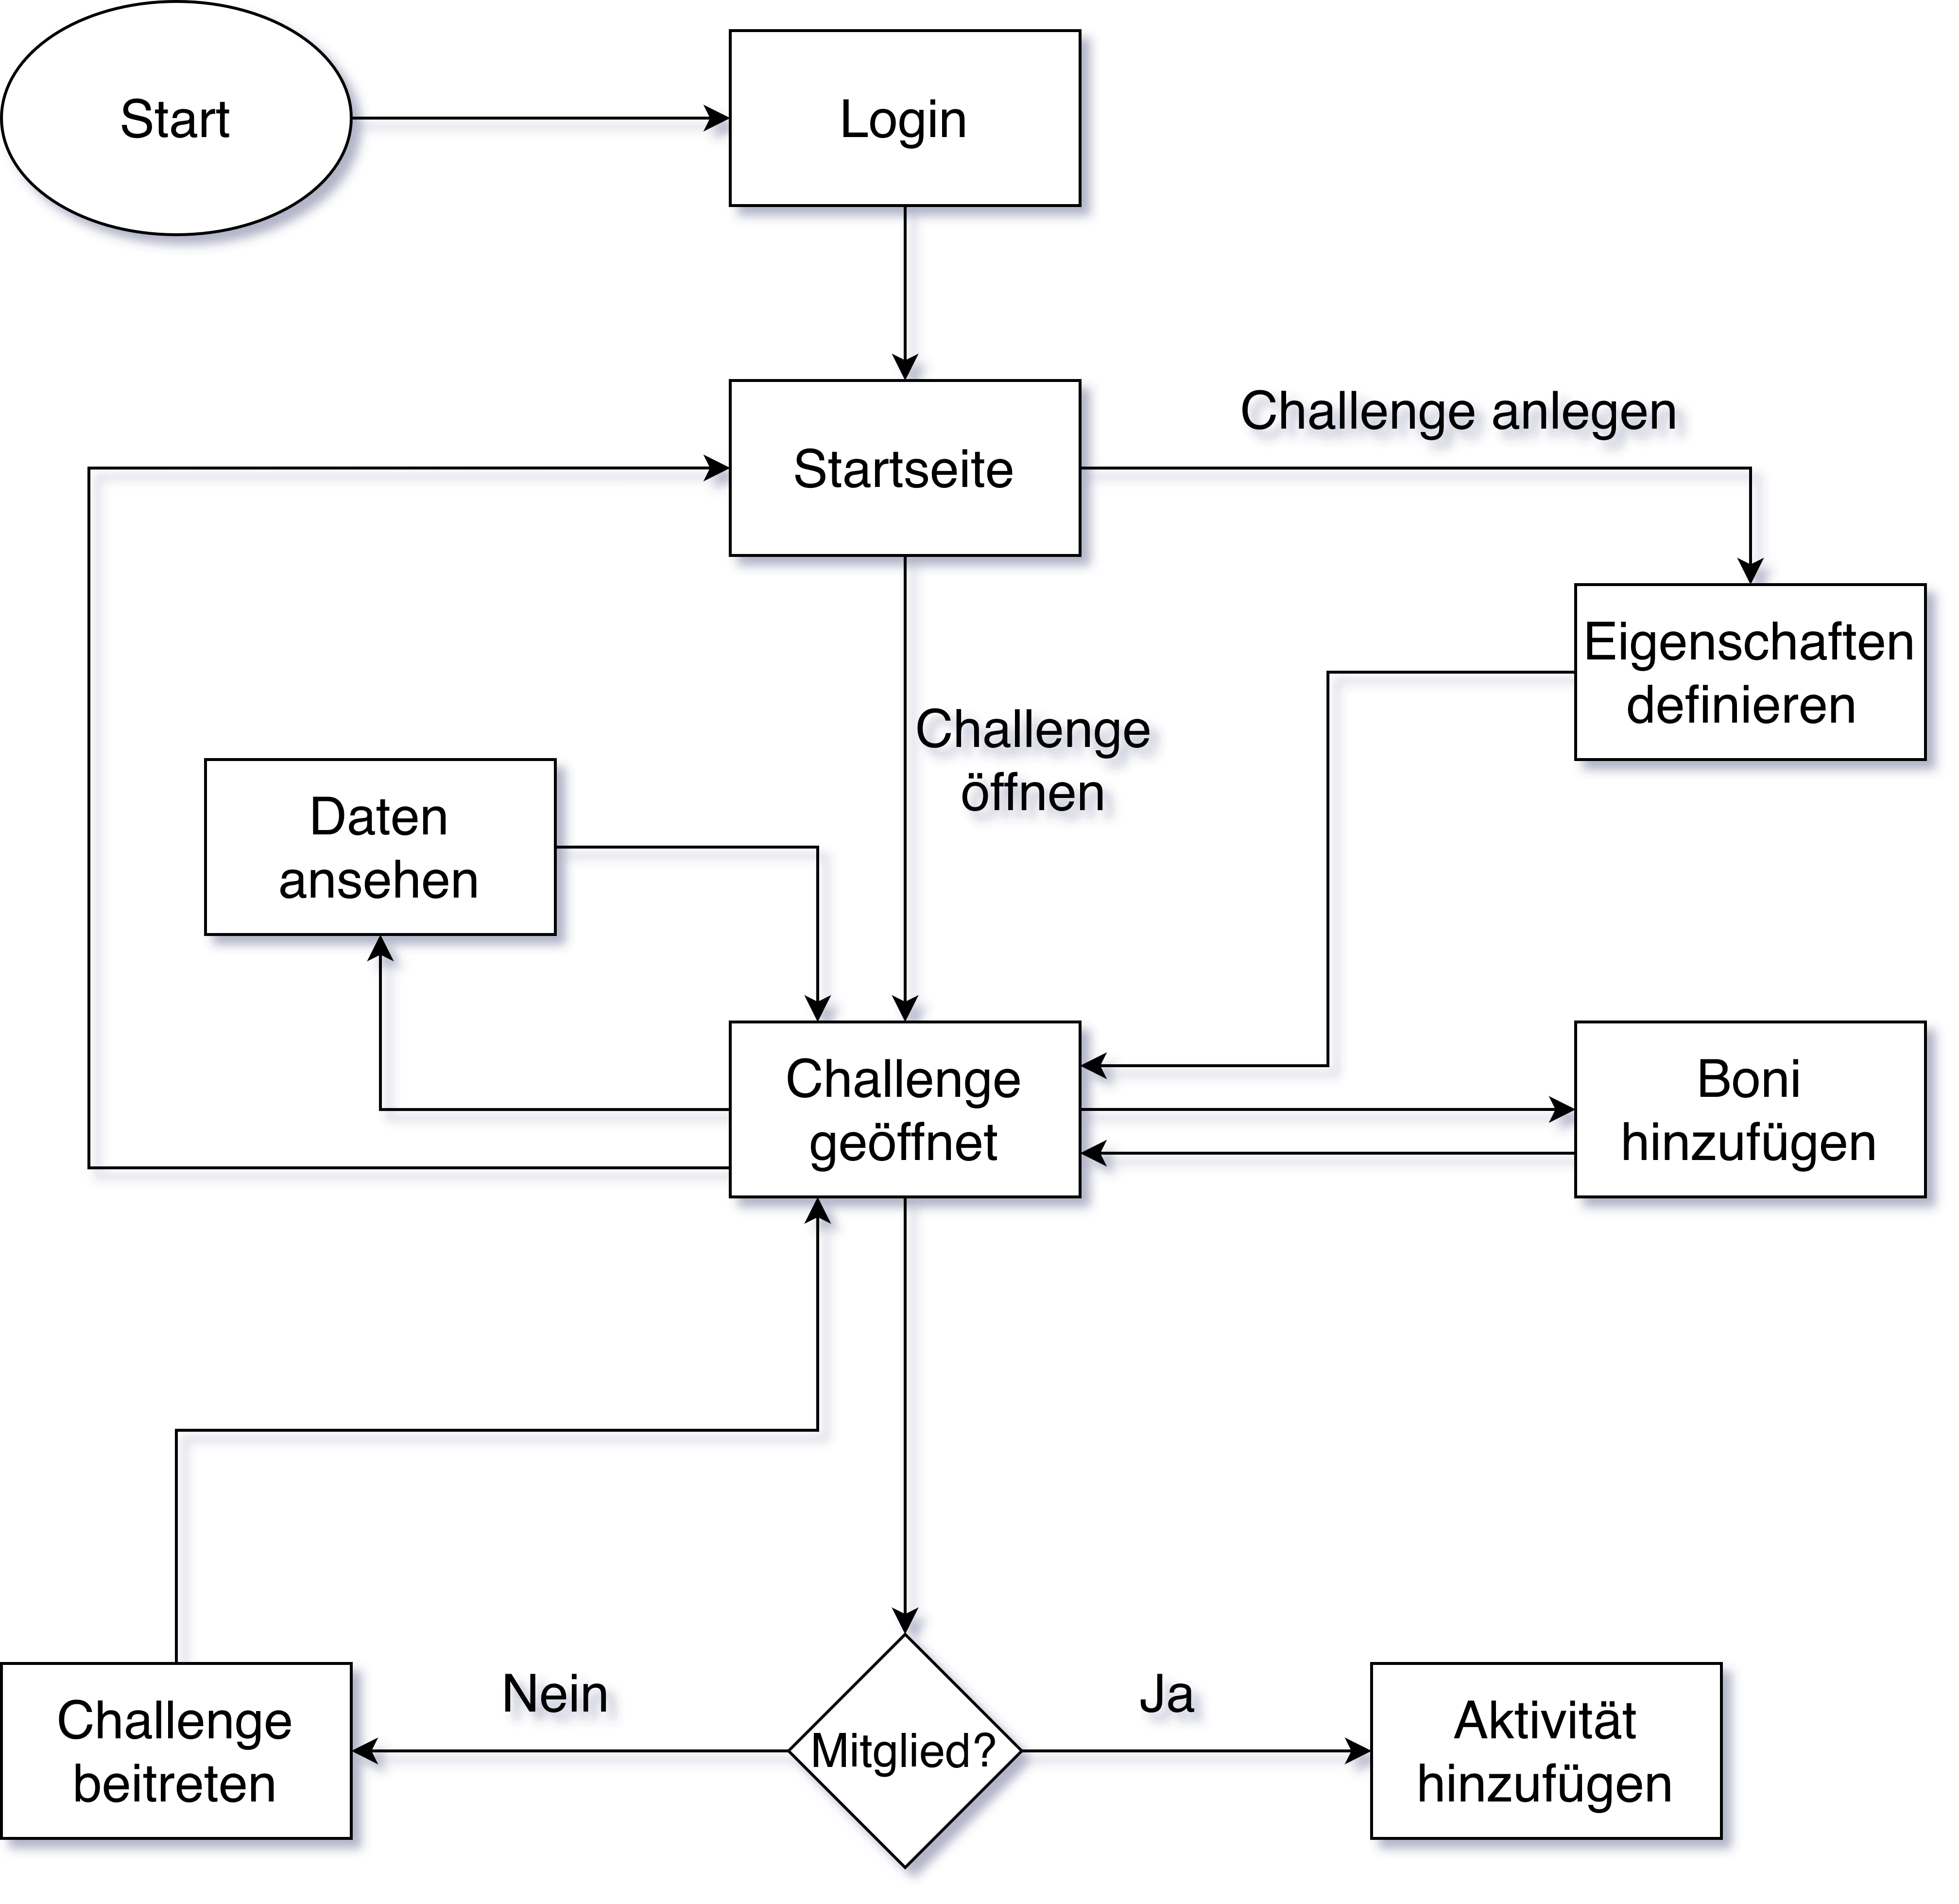 Start
Login
Startseite
Challenge anlegen
Eigenschaften
definieren
Challenge
öffnen
Daten
ansehen
Challenge
geöffnet
Boni
hinzufügen
Challenge
beitreten
Nein
Mitglied?
Ja
Aktivität
hinzufügen